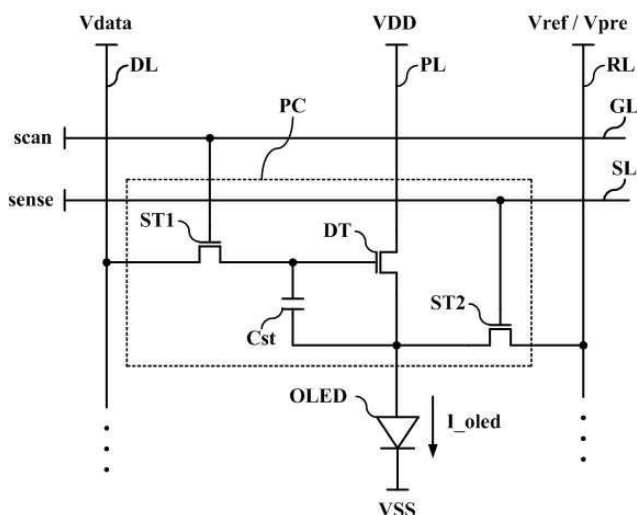 Vdata
VDD
Vref / Vpre
DL
PL
RL
PC
GL
scan
SL
sense
ST1
DT
ST2
Cst
OLED
I_oled
VSS